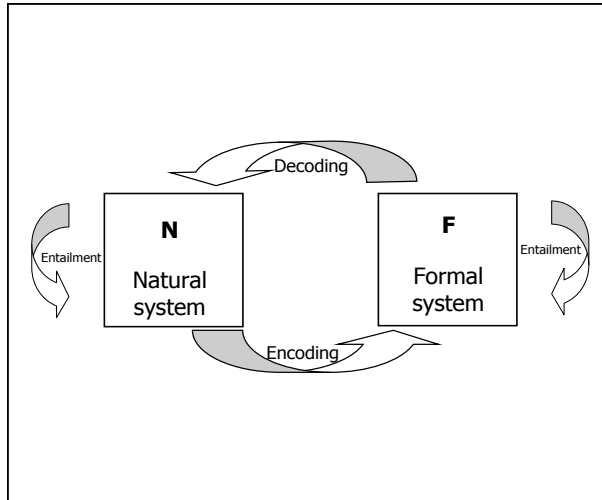 Decoding
N
Natural
system
F
Formal
system
Entailment
Entailment
Encoding